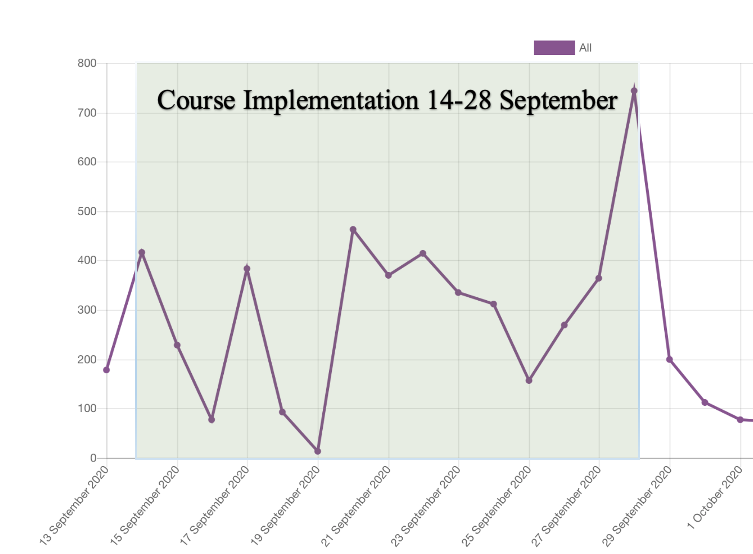 All
800
Course Implementation 14-28 September
700
600
500
400
300
200
100
0
13 September 2020
15 September 2020
17 September 2020
19 September 2020
21 September 2020
23 September 2020
25 September 2020
27 September 2020
29 September 2020
1 October 2020